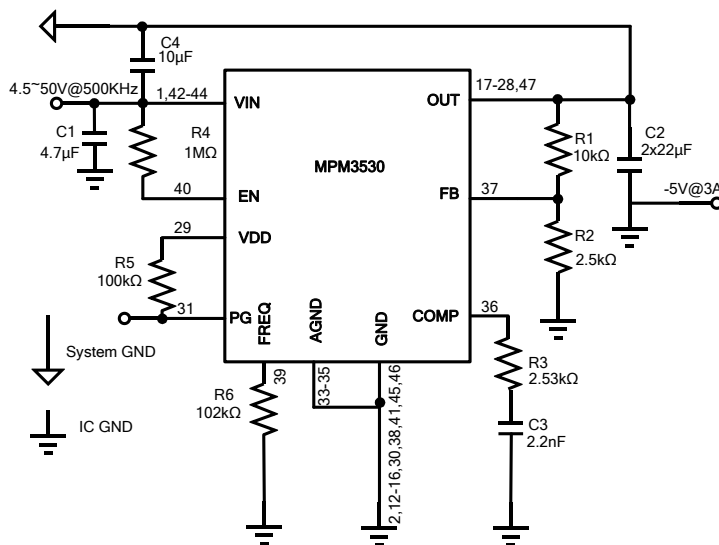 C4
10µF
4.5~50V@500KHz
1,42-44
VIN
C1
4.7µF
R4
1MΩ
40
EN
29
VDD
R5
100kΩ
31
PG
FREQ
AGND
GND
MPM3530
OUT
17-28,47
R1
10kΩ
C2
2x22µF
FB
37
-5V@3A
R2
2.5kΩ
COMP
36
R3
2.53kΩ
C3
2.2nF
39
R6
102kΩ
33-35
2,12-16,30,38,41,45,46
System GND
IC GND